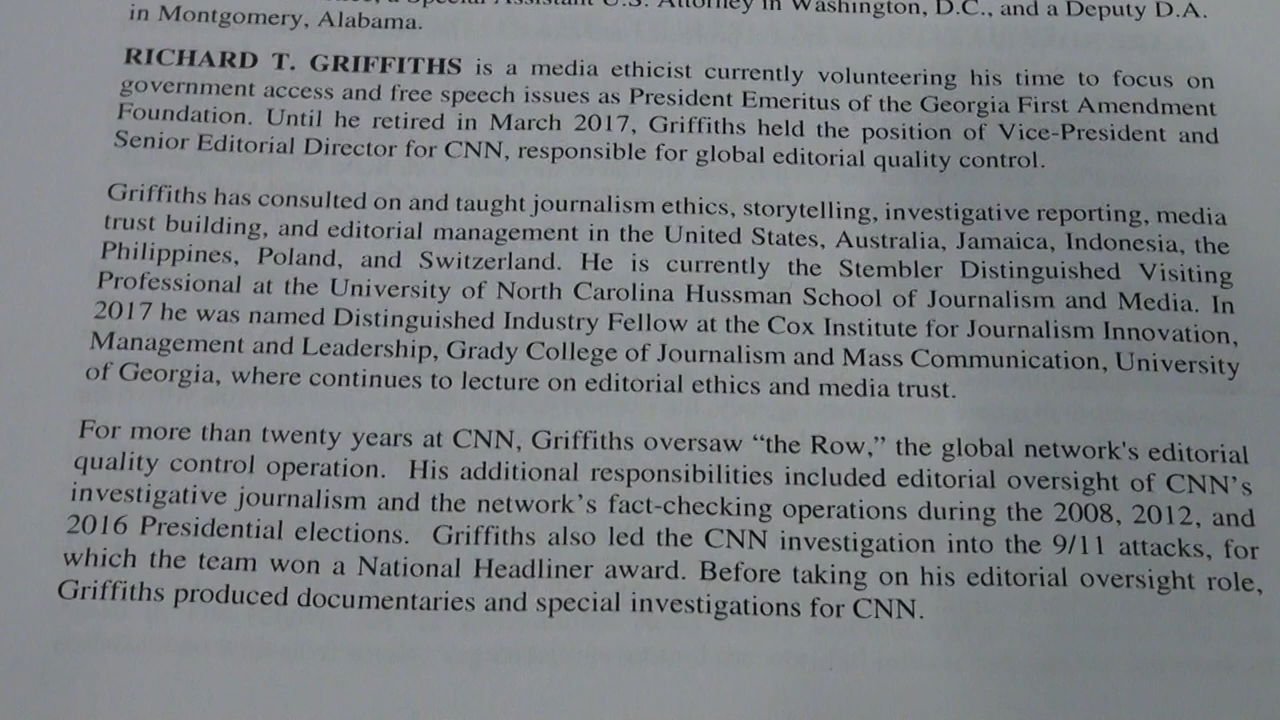 a Special Assistant U.S. Attorney in Washington, D.C., and a Deputy D.A.
in Montgomery, Alabama.
RICHARD T. GRIFFITHS is a media ethicist currently volunteering his time to focus on
government access and free speech issues as President Emeritus of the Georgia First Amendment
Foundation. Until he retired in March 2017, Griffiths held the position of Vice-President and
Senior Editorial Director for CNN, responsible for global editorial quality control.
Griffiths has consulted on and taught journalism ethics, storytelling, investigative reporting, media
trust building, and editorial management in the United States, Australia, Jamaica, Indonesia, the
Philippines, Poland, and Switzerland. He is currently the Stembler Distinguished Visiting
Professional at the University of North Carolina Hussman School of Journalism and Media. In
2017 he was named Distinguished Industry Fellow at the Cox Institute for Journalism Innovation,
Management and Leadership, Grady College of Journalism and Mass Communication, University
of Georgia, where continues to lecture on editorial ethics and media trust.
For more than twenty years at CNN, Griffiths oversaw “the Row,” the global network's editorial
quality control operation. His additional responsibilities included editorial oversight of CNN’s
investigative journalism and the network’s fact-checking operations during the 2008, 2012, and
2016 Presidential elections. Griffiths also led the CNN investigation into the 9/11 attacks, for
which the team won a National Headliner award. Before taking on his editorial oversight role,
Griffiths produced documentaries and special investigations for CNN.